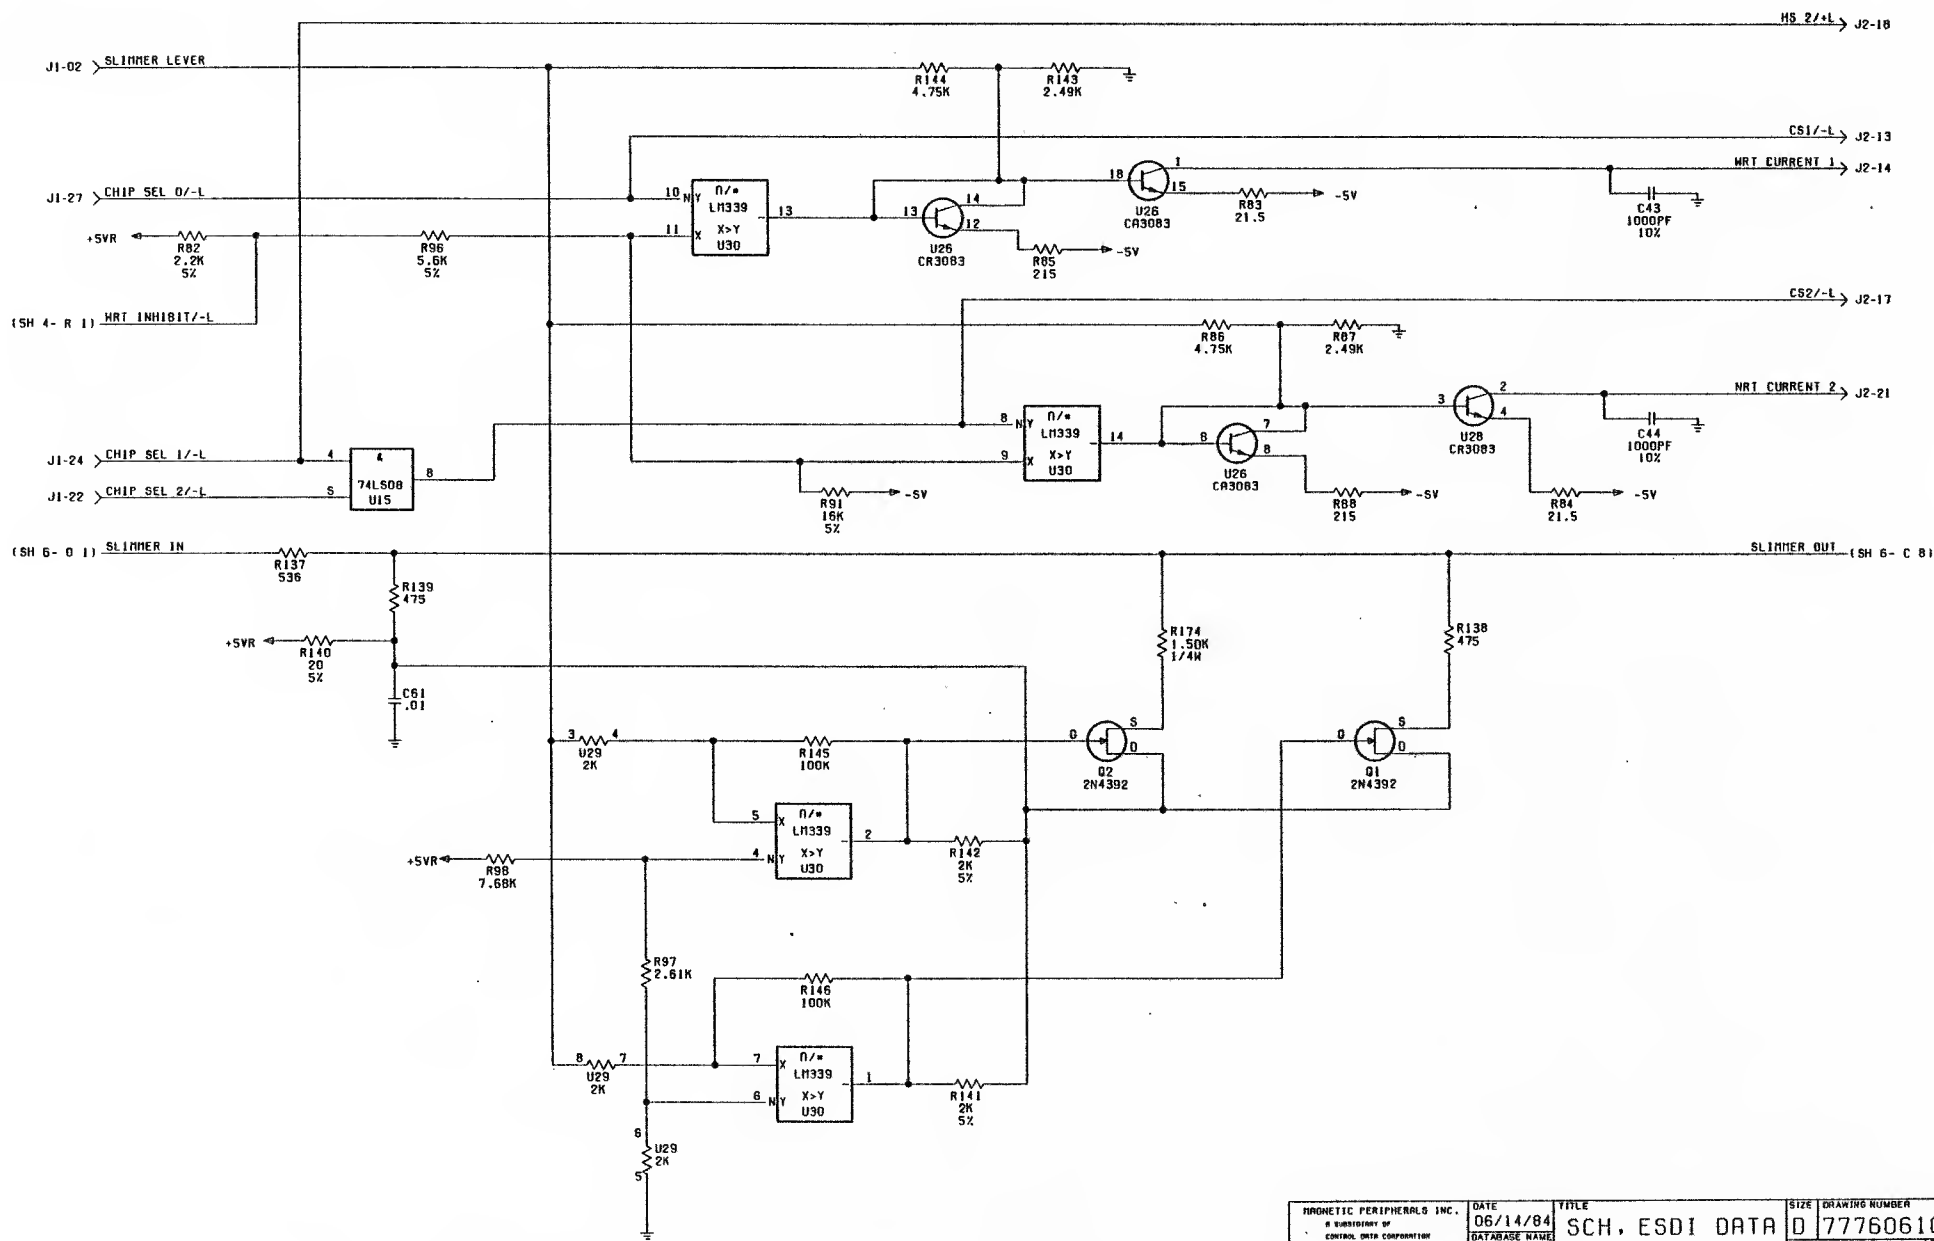 HS 2/+L J2-18
J1-02 SLIMMER LEVER
R144
4.75K
R143
2.49K
CS1/-L J2-13
WRT CURRENT 1 J2-14
J1-27 CHIP SEL 0/-L
10 N Y
LM339
X>Y
U30
11 X
13
13
14
12
U26
CR3083
18
1
15
U26
CA3083
R83
21.5
-5V
R85
215
-5V
C43
1000PF
10%
+5VR
R82
2.2K
5%
R96
5.6K
5%
(SH 4- R 1) WRT INHIBIT/-L
CS2/-L J2-17
R86
4.75K
R87
2.49K
NRT CURRENT 2 J2-21
8 N Y
LM339
X>Y
U30
9 X
14
6
7
8
U26
CA3083
3
2
4
U28
CR3083
C44
1000PF
10%
J1-24 CHIP SEL 1/-L
J1-22 CHIP SEL 2/-L
4
5
&
74LS08
U15
8
R91
16K
5%
-5V
R88
215
-5V
R84
21.5
-5V
SLIMMER IN
R137
536
SLIMMER OUT (SH 6- C 8)
R139
475
+5VR
R140
20
5%
C61
.01
R174
1.50K
1/4W
R138
475
3 4
U29
2K
R145
100K
G
S
D
Q2
2N4392
G
S
D
Q1
2N4392
5 X
LM339
X>Y
U30
4 N Y
2
R142
2K
5%
+5VR
R98
7.68K
R97
2.61K
R146
100K
8 7
U29
2K
7 X
LM339
X>Y
U30
6 N Y
1
R141
2K
5%
6
U29
2K
5
MAGNETIC PERIPHERALS INC.
A SUBSIDIARY OF
CONTROL DATA CORPORATION
DATE
06/14/84
DATABASE NAME
TITLE
SCH, ESDI DATA
SIZE
D
DRAWING NUMBER